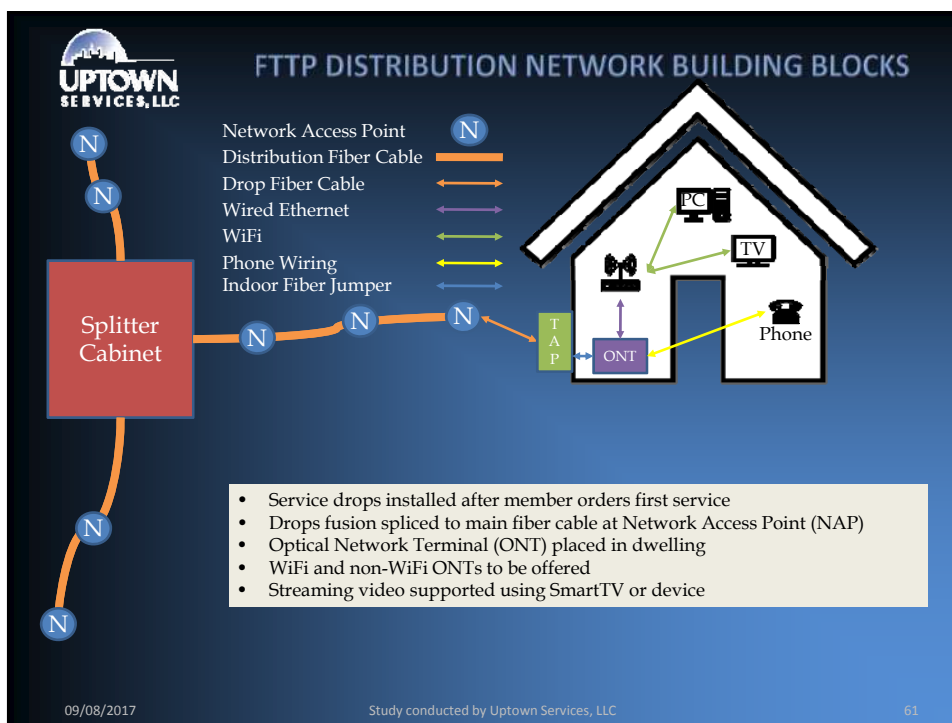 UPTOWN
SERVICES, LLC
FTTP DISTRIBUTION NETWORK BUILDING BLOCKS
N
N
Network Access Point
N
Distribution Fiber Cable
Drop Fiber Cable
Wired Ethernet
WiFi
Phone Wiring
Indoor Fiber Jumper
PC
TV
Phone
Splitter
Cabinet
N
N
N
T
A
P
ONT
N
N
• Service drops installed after member orders first service
• Drops fusion spliced to main fiber cable at Network Access Point (NAP)
• Optical Network Terminal (ONT) placed in dwelling
• WiFi and non-WiFi ONTs to be offered
• Streaming video supported using SmartTV or device
09/08/2017
Study conducted by Uptown Services, LLC
61